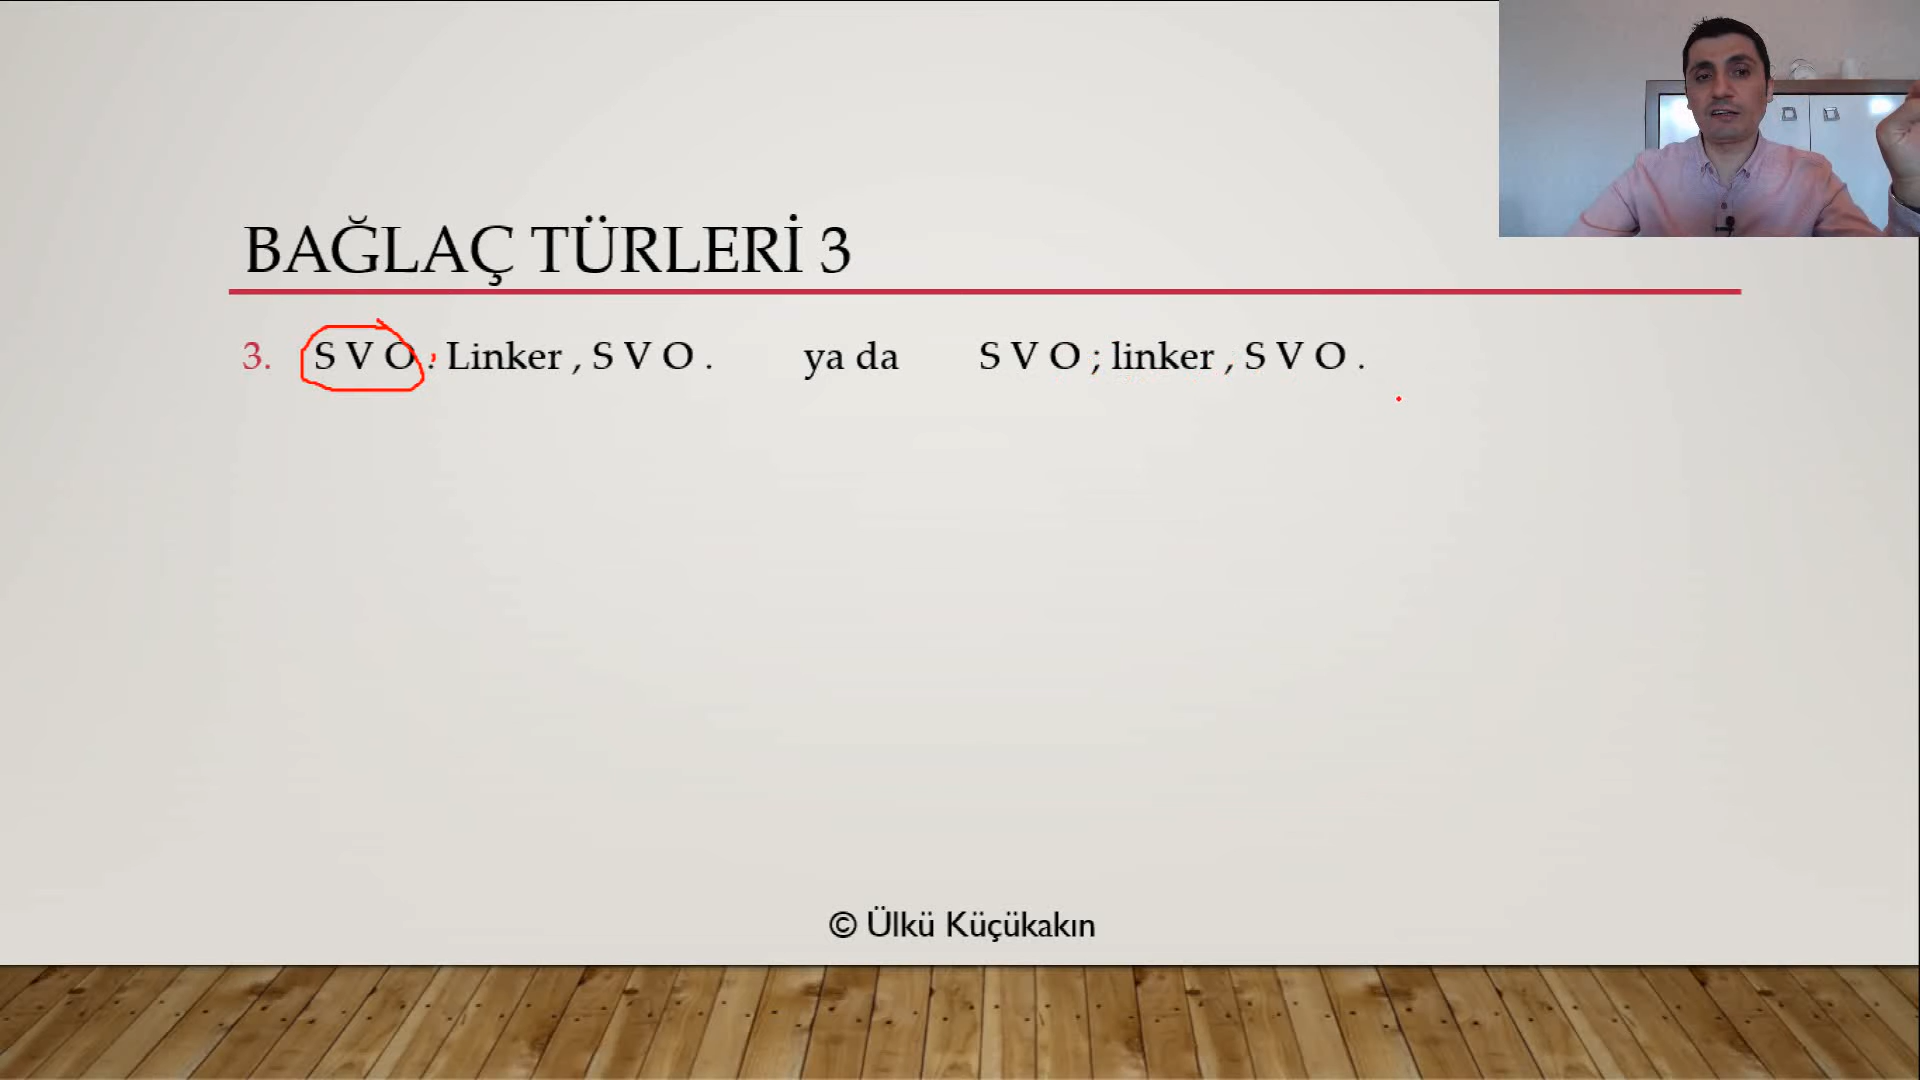 BAĞLAÇ TÜRLERİ 3
3. S V O . Linker , S V O . ya da S V O ; linker , S V O .
© Ülkü Küçükakın